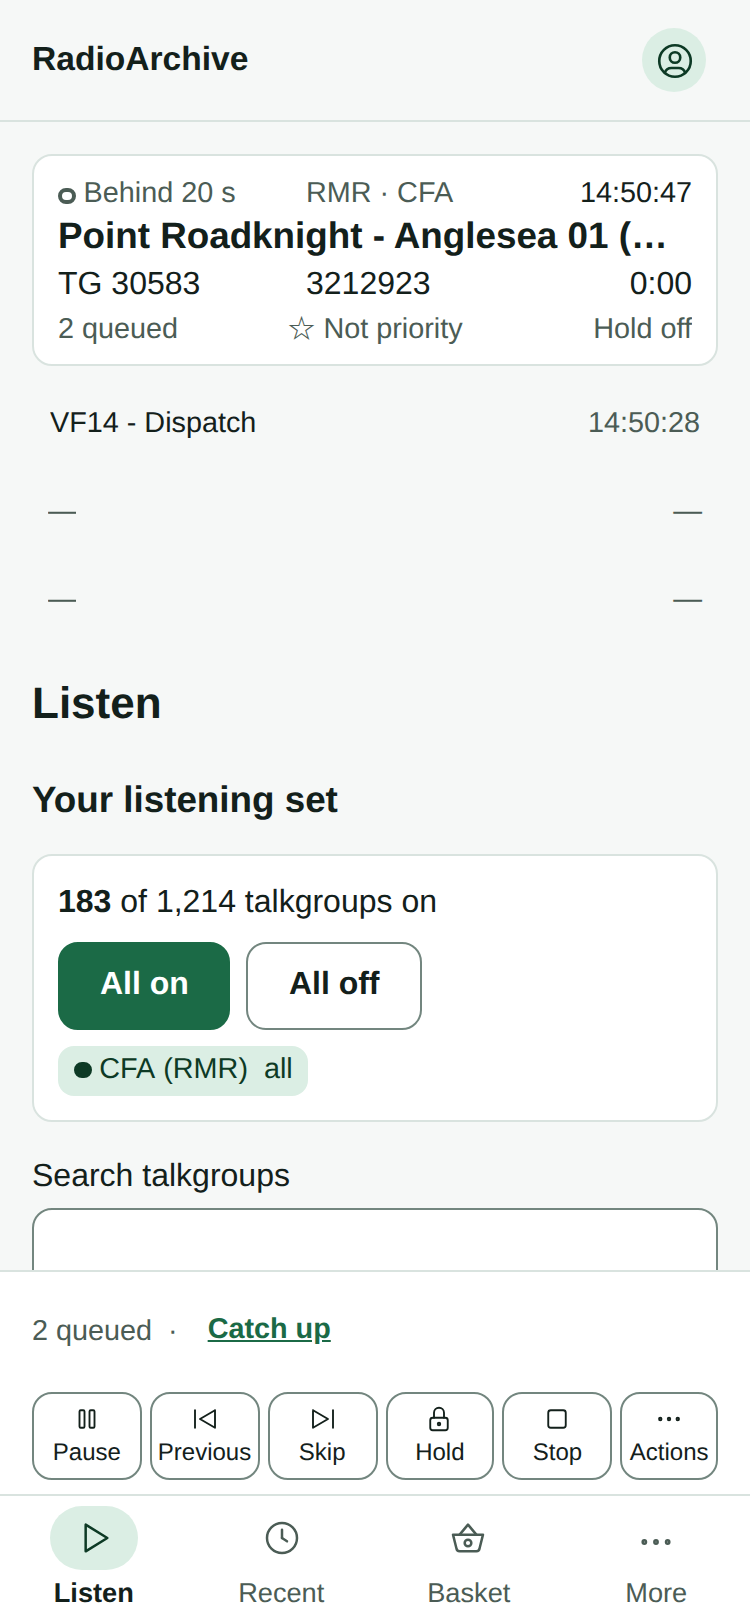 RadioArchive
Behind 20 s RMR · CFA 14:50:47
Point Roadknight - Anglesea 01 (…
TG 30583 3212923 0:00
2 queued ☆ Not priority Hold off
VF14 - Dispatch 14:50:28
— —
— —
Listen
Your listening set
183 of 1,214 talkgroups on
All on All off
CFA (RMR) all
Search talkgroups
2 queued · Catch up
Pause Previous Skip Hold Stop Actions
Listen Recent Basket More